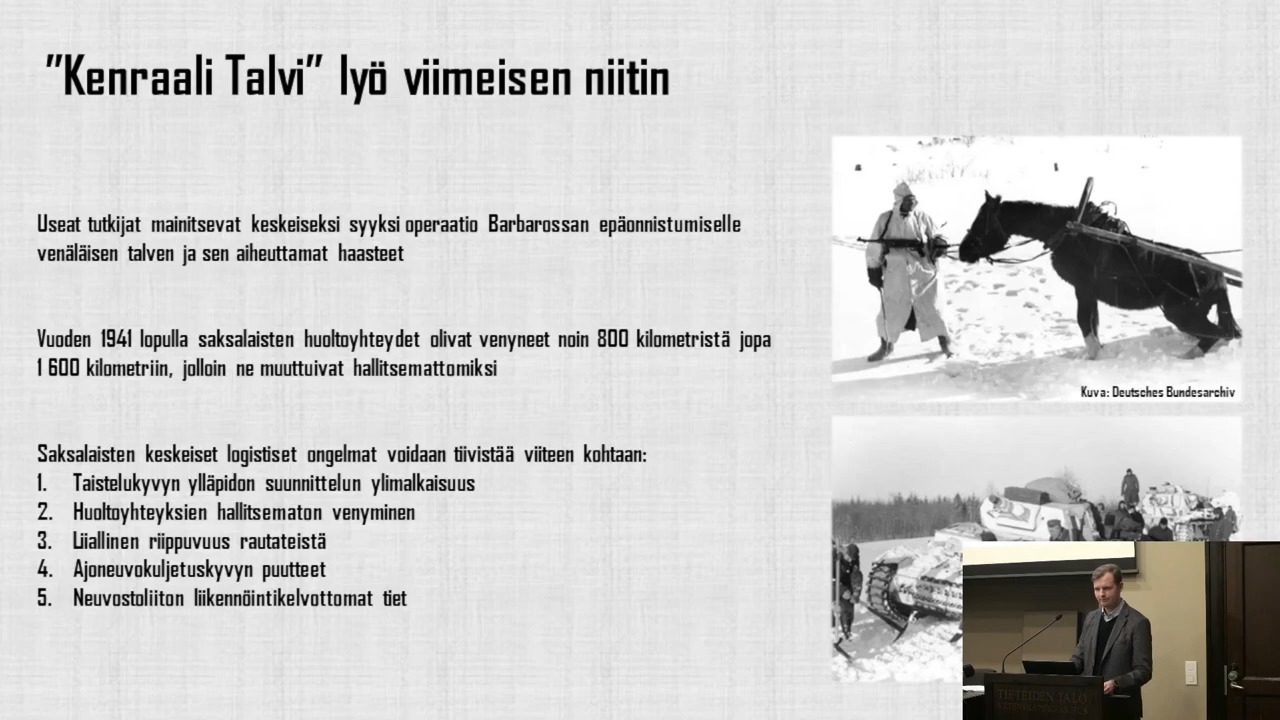 "Kenraali Talvi" lyö viimeisen niitin
Useat tutkijat mainitsevat keskeiseksi syyksi operaatio Barbarossan epäonnistumiselle
venäläisen talven ja sen aiheuttamat haasteet
Vuoden 1941 lopulla saksalaisten huoltoyhteydet olivat venyneet noin 800 kilometristä jopa
1 600 kilometriin, jolloin ne muuttuivat hallitsemattomiksi
Kuva: Deutsches Bundesarchiv
Saksalaisten keskeiset logistiset ongelmat voidaan tiivistää viiteen kohtaan:
1. Taistelukyvyn ylläpidon suunnittelun ylimalkaisuus
2. Huoltoyhteyksien hallitsematon venyminen
3. Liiallinen riippuvuus rautateistä
4. Ajoneuvokuljetuskyvyn puutteet
5. Neuvostoliiton liikennöintikelvottomat tiet
TIETEIDEN TALO